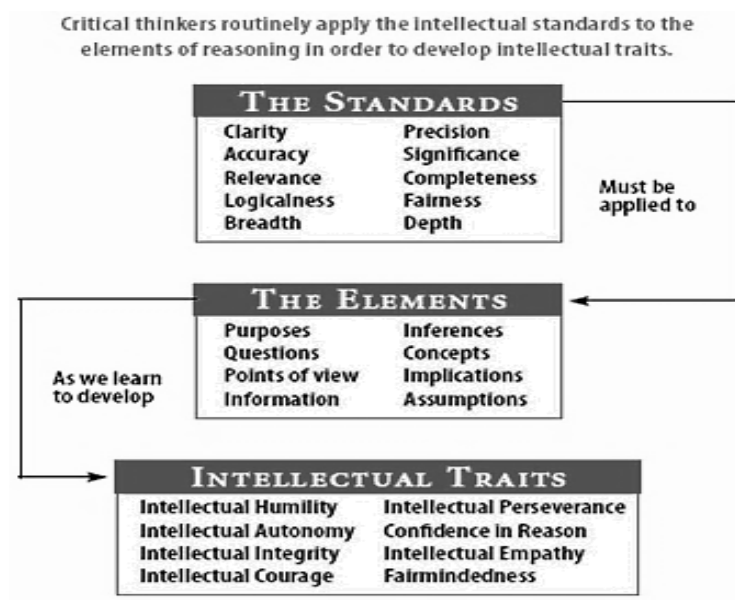 Critical thinkers routinely apply the intellectual standards to the
elements of reasoning in order to develop intellectual traits.
THE STANDARDS
Clarity Precision
Accuracy Significance
Relevance Completeness
Logicalness Fairness
Breadth Depth
Must be
applied to
THE ELEMENTS
Purposes Inferences
Questions Concepts
Points of view Implications
Information Assumptions
As we learn
to develop
INTELLECTUAL TRAITS
Intellectual Humility Intellectual Perseverance
Intellectual Autonomy Confidence in Reason
Intellectual Integrity Intellectual Empathy
Intellectual Courage Fairmindedness